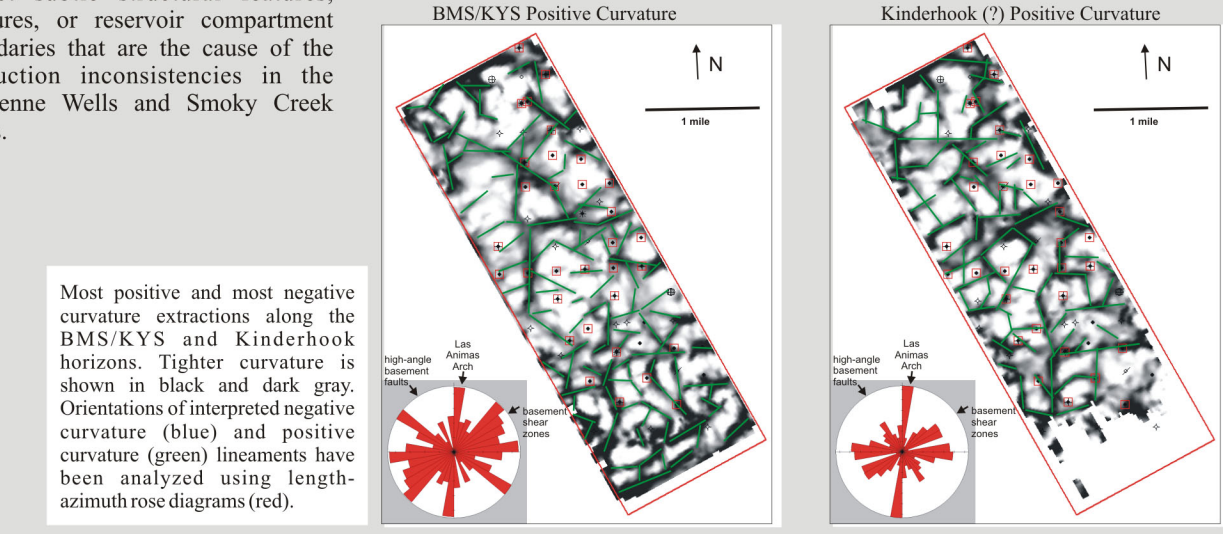 ures, or reservoir compartment
daries that are the cause of the
uction inconsistencies in the
enne Wells and Smoky Creek
Most positive and most negative
curvature extractions along the
BMS/KYS and Kinderhook
horizons. Tighter curvature is
shown in black and dark gray.
Orientations of interpreted negative
curvature (blue) and positive
curvature (green) lineaments have
been analyzed using length-
azimuth rose diagrams (red).
BMS/KYS Positive Curvature
N
1 mile
Las
Animas
Arch
high-angle
basement
faults
basement
shear
zones
Kinderhook (?) Positive Curvature
N
1 mile
Las
Animas
Arch
high-angle
basement
faults
basement
shear
zones